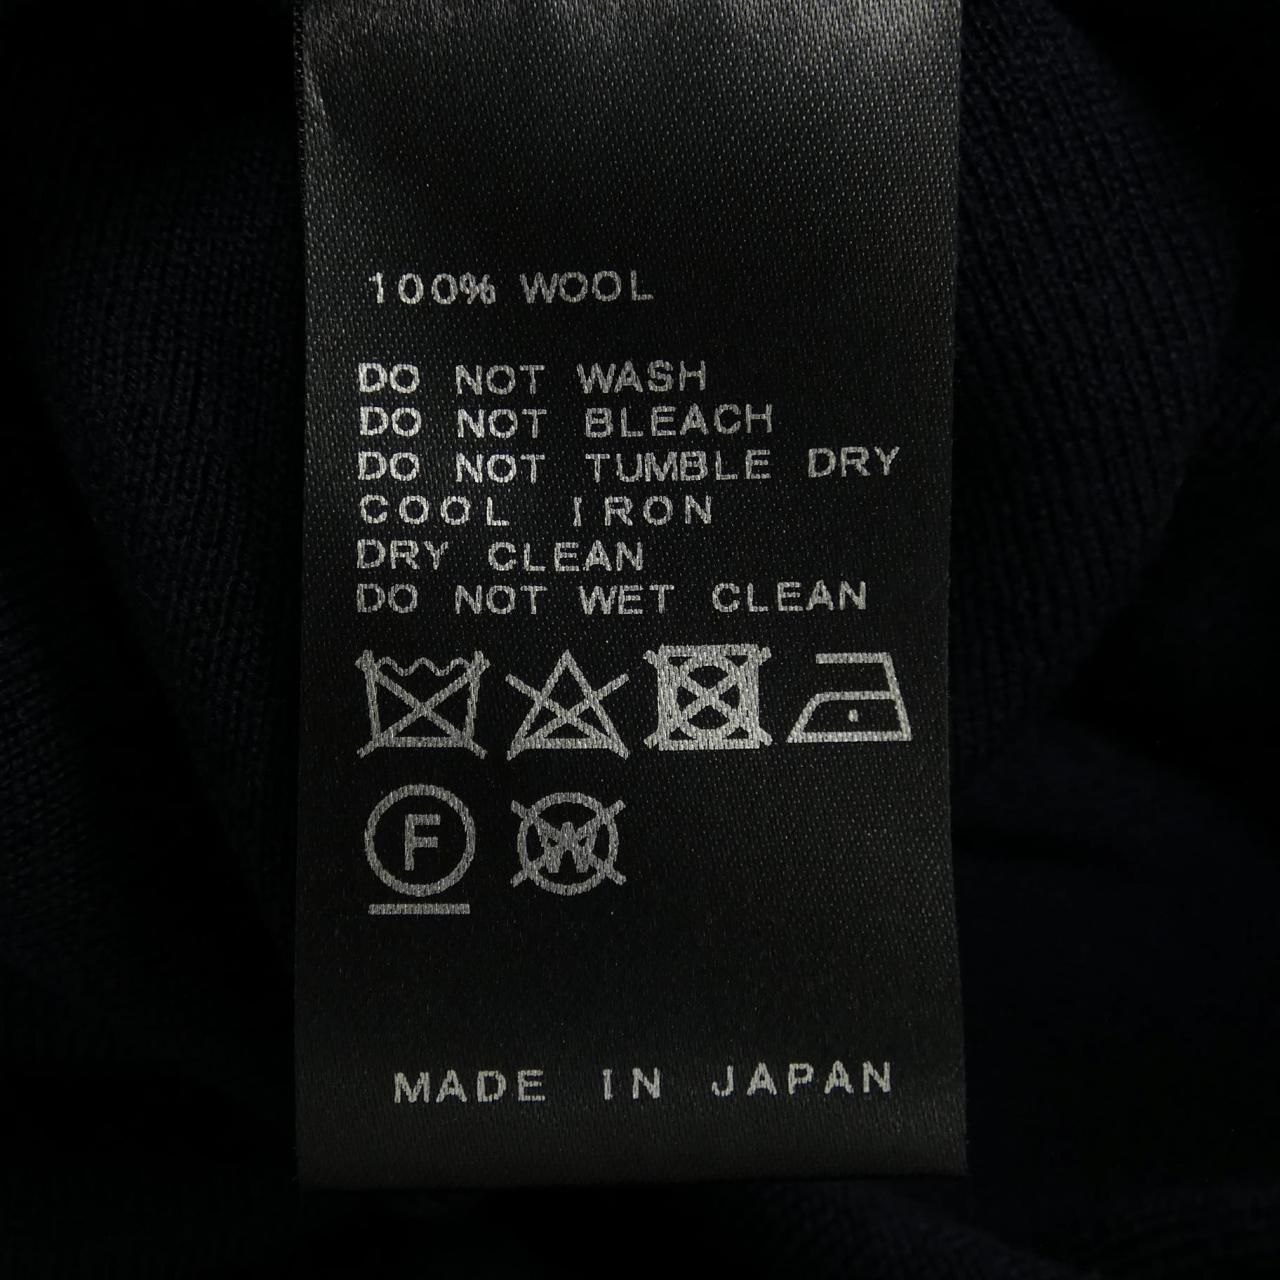 100% WOOL
DO NOT WASH
DO NOT BLEACH
DO NOT TUMBLE DRY
COOL IRON
DRY CLEAN
DO NOT WET CLEAN
F W
MADE IN JAPAN